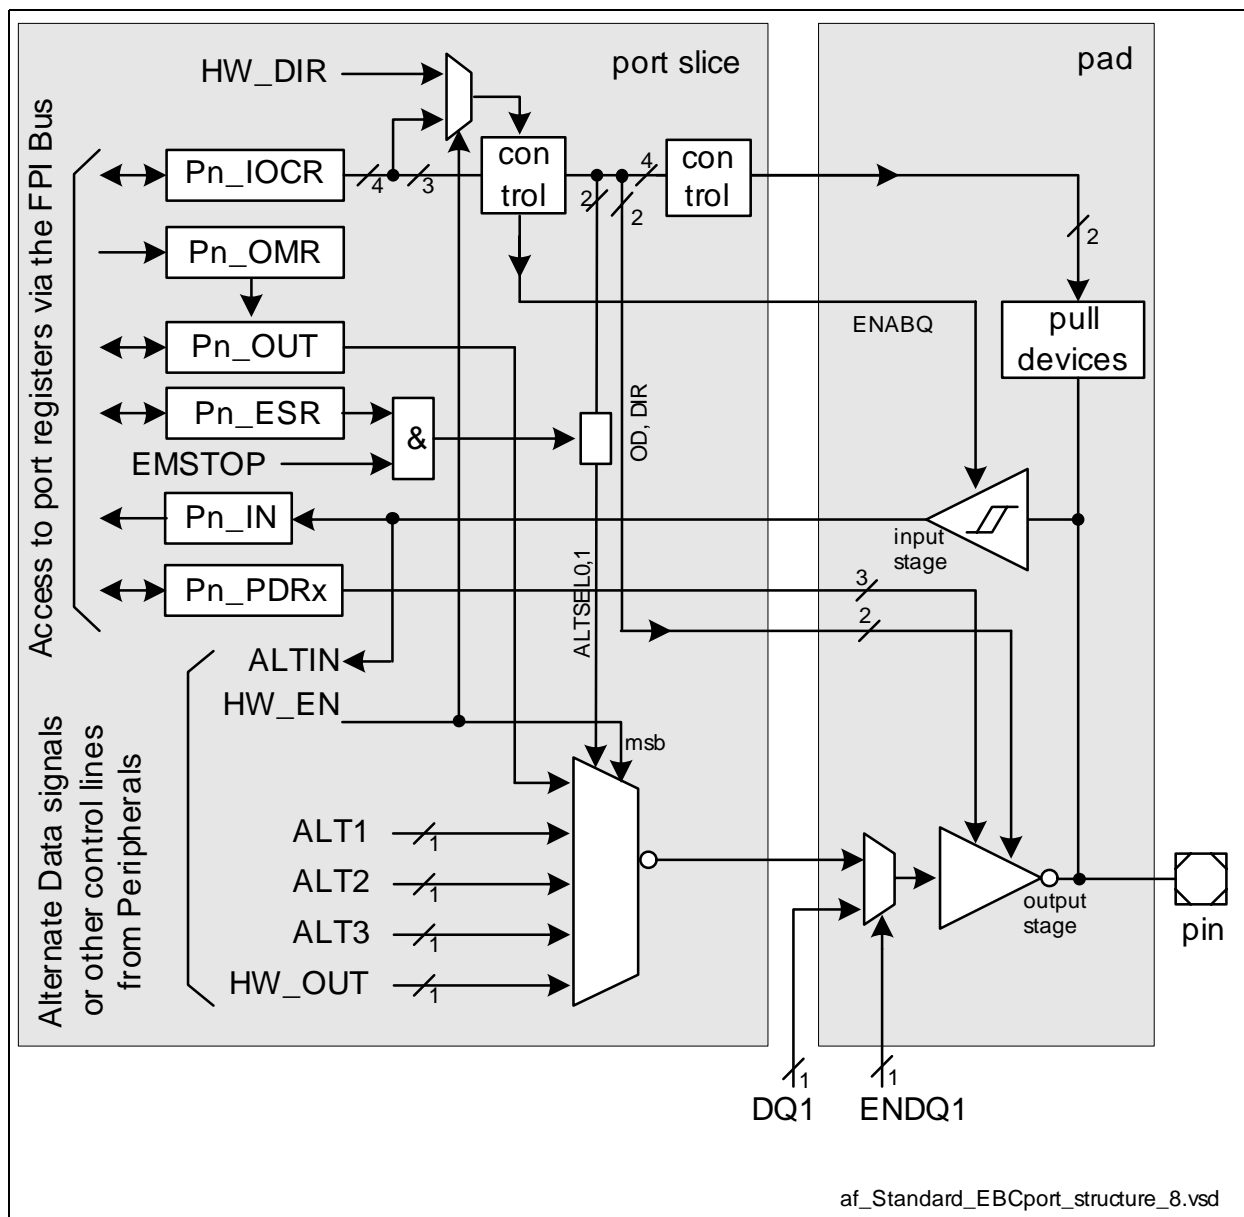 port slice
pad
HW_DIR
Access to port registers via the FPI Bus
Pn_IOCR
4
3
con
trol
2
2
4
con
trol
2
Pn_OMR
ENABQ
pull
devices
Pn_OUT
Pn_ESR
&
OD, DIR
EMSTOP
Pn_IN
input
stage
Pn_PDRx
3
2
ALTSEL0,1
ALTIN
HW_EN
msb
Alternate Data signals
or other control lines
from Peripherals
ALT1
1
ALT2
1
ALT3
1
HW_OUT
1
output
stage
pin
1
1
DQ1
ENDQ1
af_Standard_EBCport_structure_8.vsd